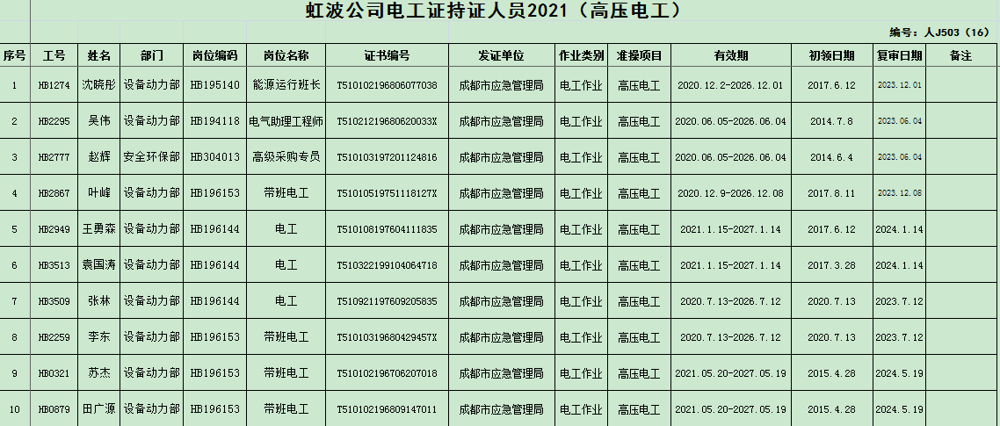 虹波公司电工证持证人员2021（高压电工）
编号：人J503（16）
序号 工号 姓名 部门 岗位编码 岗位名称 证书编号 发证单位 作业类别 准操项目 有效期 初领日期 复审日期 备注
1 HB1274 沈晓彤 设备动力部 HB195140 能源运行班长 T510102196806077038 成都市应急管理局 电工作业 高压电工 2020.12.2-2026.12.01 2017.6.12 2023.12.01
2 HB2295 吴伟 设备动力部 HB194118 电气助理工程师 T51021219680620033X 成都市应急管理局 电工作业 高压电工 2020.06.05-2026.06.04 2014.7.8 2023.06.04
3 HB2777 赵辉 安全环保部 HB304013 高级采购专员 T510103197201124816 成都市应急管理局 电工作业 高压电工 2020.06.05-2026.06.04 2014.6.4 2023.06.04
4 HB2867 叶峰 设备动力部 HB196153 带班电工 T51010519751118127X 成都市应急管理局 电工作业 高压电工 2020.12.9-2026.12.08 2017.8.11 2023.12.08
5 HB2949 王勇森 设备动力部 HB196144 电工 T510108197604111835 成都市应急管理局 电工作业 高压电工 2021.1.15-2027.1.14 2017.6.12 2024.1.14
6 HB3513 袁国涛 设备动力部 HB196144 电工 T510322199104064718 成都市应急管理局 电工作业 高压电工 2021.1.15-2027.1.14 2017.3.28 2024.1.14
7 HB3509 张林 设备动力部 HB196144 电工 T510921197609205835 成都市应急管理局 电工作业 高压电工 2020.7.13-2026.7.12 2020.7.13 2023.7.12
8 HB2259 李东 设备动力部 HB196153 带班电工 T51010319680429457X 成都市应急管理局 电工作业 高压电工 2020.7.13-2026.7.12 2020.7.13 2023.7.12
9 HB0321 苏杰 设备动力部 HB196153 带班电工 T510102196706207018 成都市应急管理局 电工作业 高压电工 2021.05.20-2027.05.19 2015.4.28 2024.5.19
10 HB0879 田广源 设备动力部 HB196153 带班电工 T510102196809147011 成都市应急管理局 电工作业 高压电工 2021.05.20-2027.05.19 2015.4.28 2024.5.19